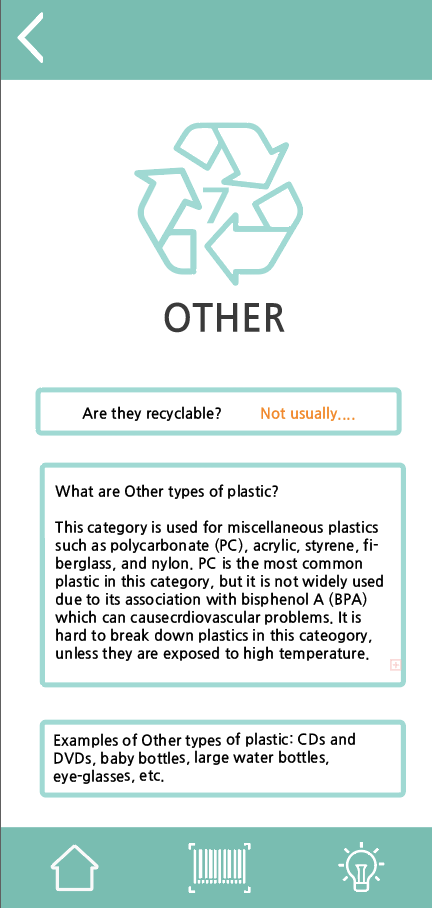 7
OTHER
Are they recyclable? Not usually....
What are Other types of plastic?
This category is used for miscellaneous plastics
such as polycarbonate (PC), acrylic, styrene, fi-
berglass, and nylon. PC is the most common
plastic in this category, but it is not widely used
due to its association with bisphenol A (BPA)
which can causecrdiovascular problems. It is
hard to break down plastics in this cateogory,
unless they are exposed to high temperature.
Examples of Other types of plastic: CDs and
DVDs, baby bottles, large water bottles,
eye-glasses, etc.